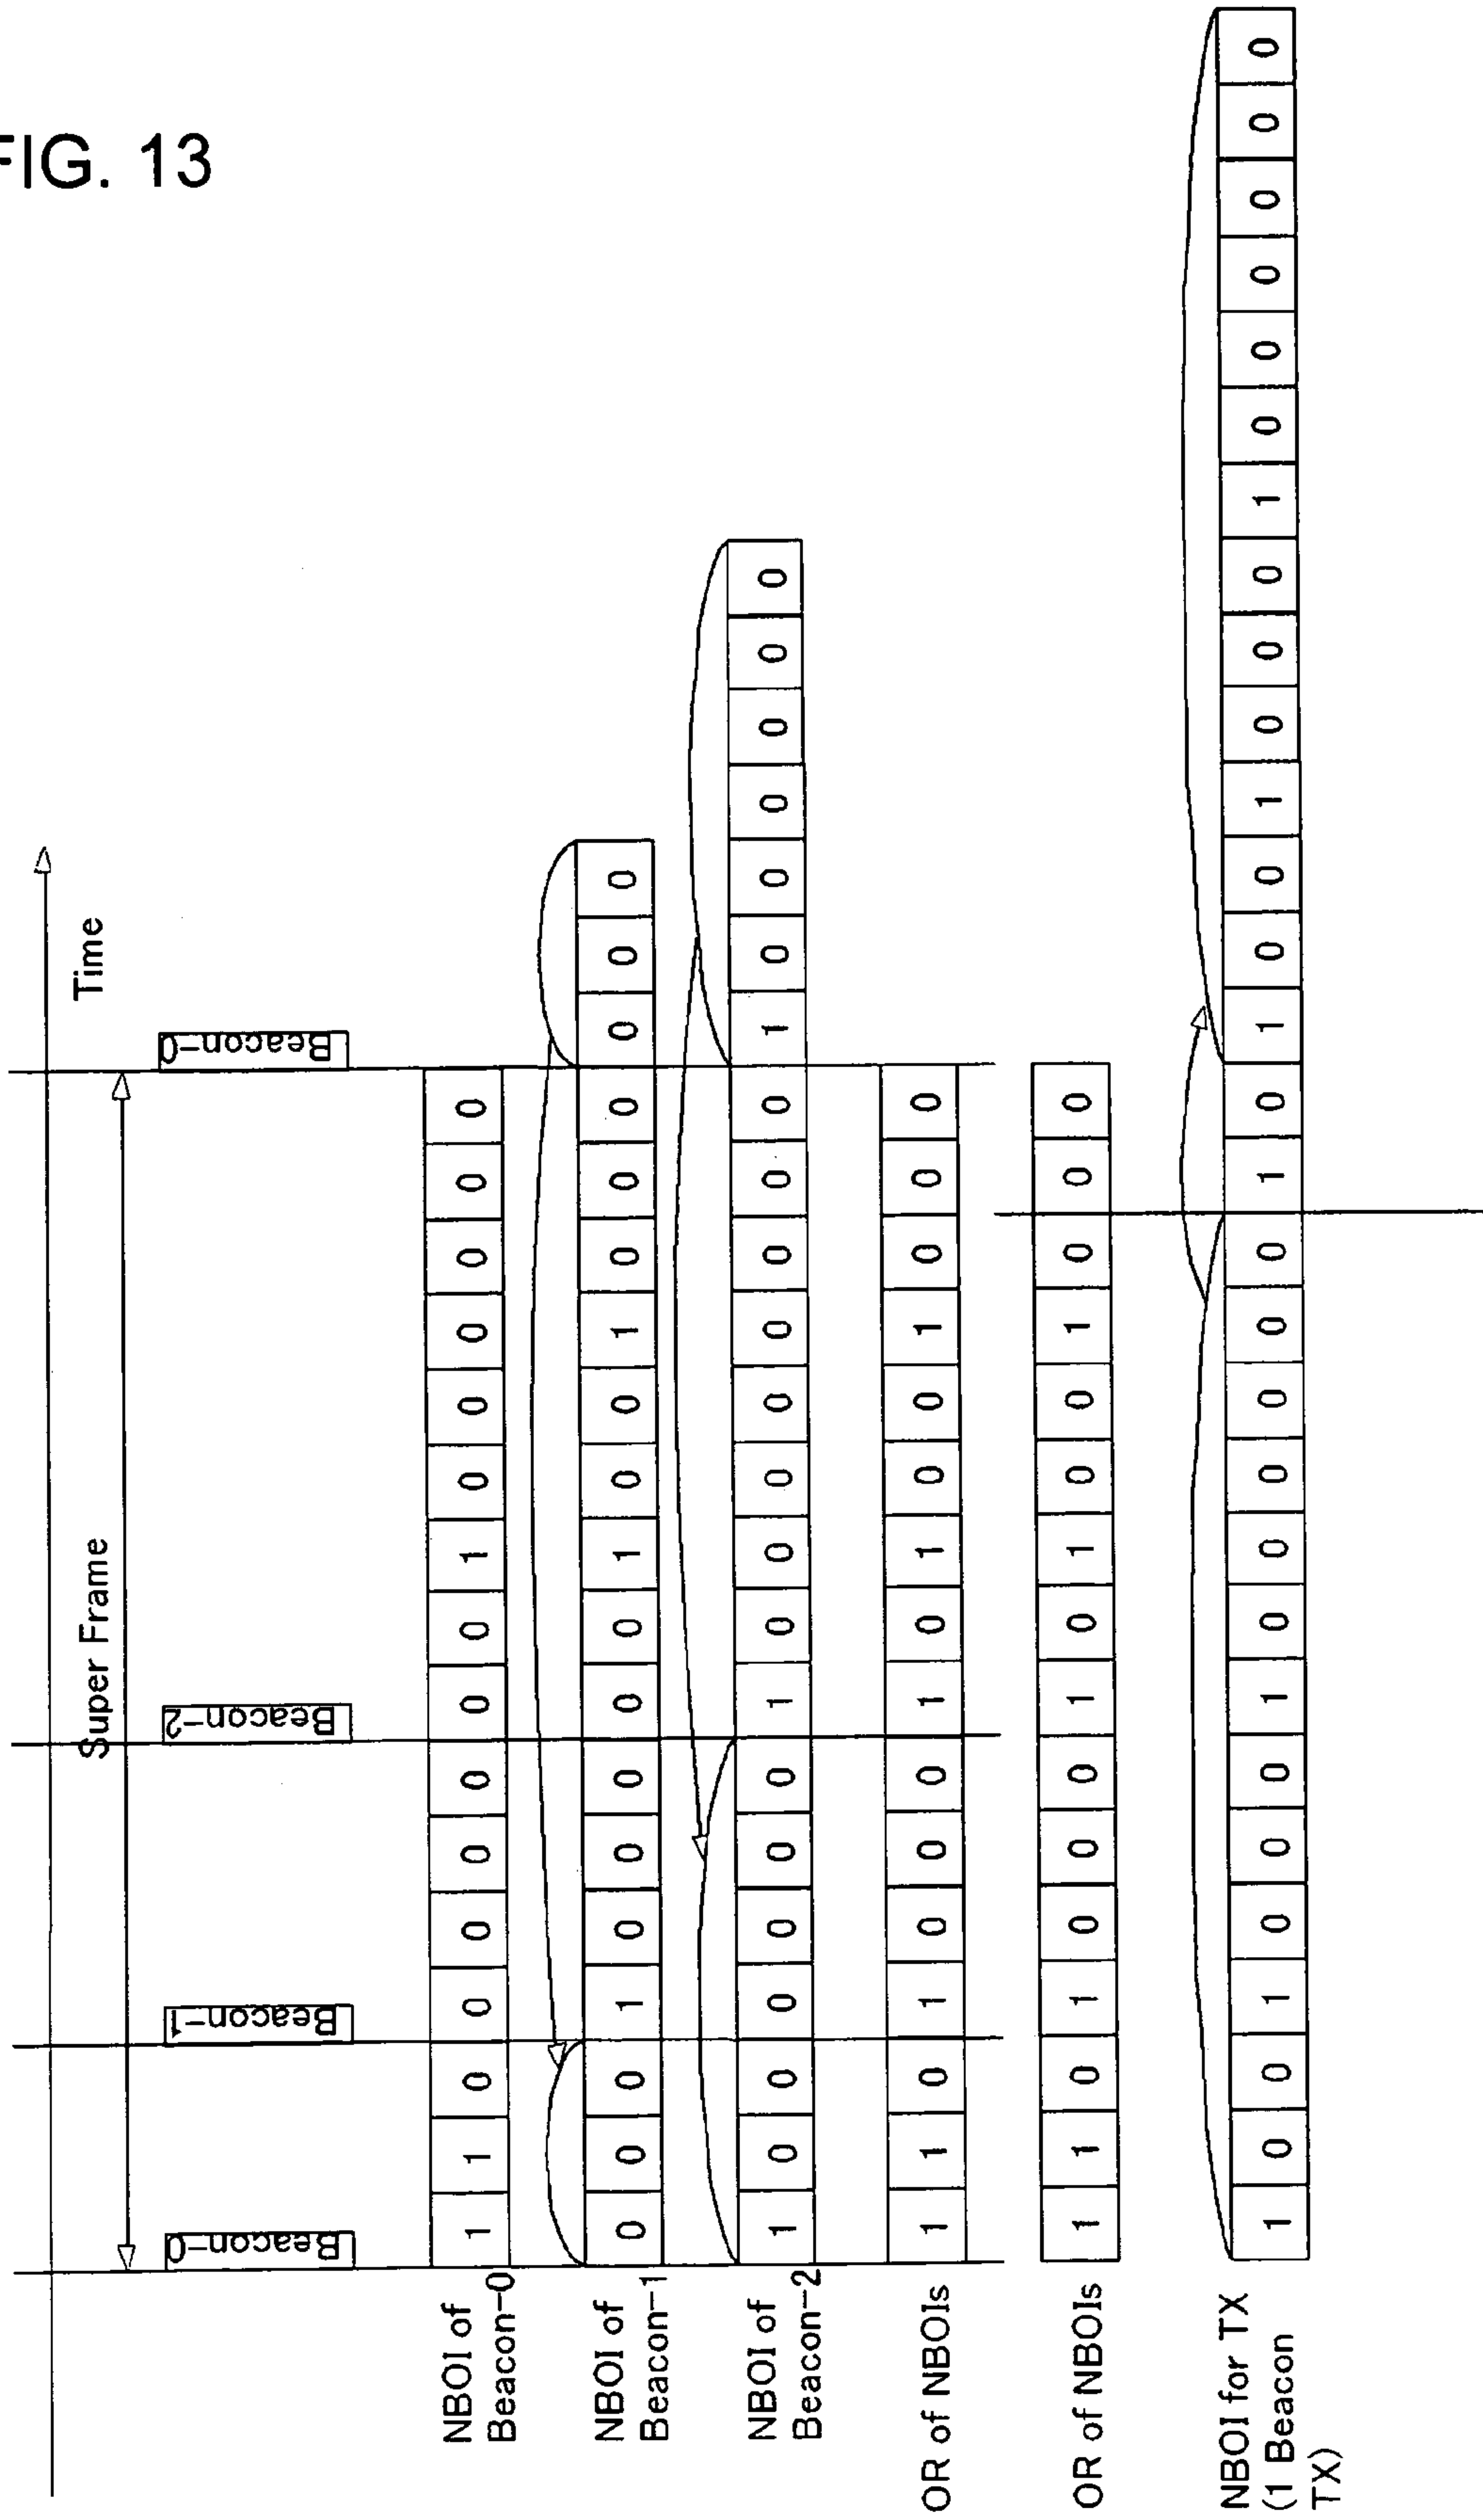 FIG. 13
Time
Super Frame
Beacon-0
Beacon-1
Beacon-2
Beacon-0
NBOI of
Beacon-0
1 1 0 0 0 0 0 0 0 1 0 0 0 0 0 0
NBOI of
Beacon-1
0 0 0 1 0 0 0 0 0 1 0 0 1 0 0 0 0 0 0
NBOI of
Beacon-2
1 0 0 0 0 0 0 1 0 0 0 0 0 0 0 0 1 0 0 0 0 0 0
OR of NBOIs
1 1 0 1 0 0 0 1 0 1 0 0 1 0 0 0
OR of NBOIs
1 1 0 1 0 0 0 1 0 1 0 0 1 0 0 0
NBOI for TX
(1 Beacon
TX)
1 0 0 1 0 0 0 1 0 0 0 0 0 0 1 0 1 0 0 1 0 0 0 1 0 0 0 0 0 0